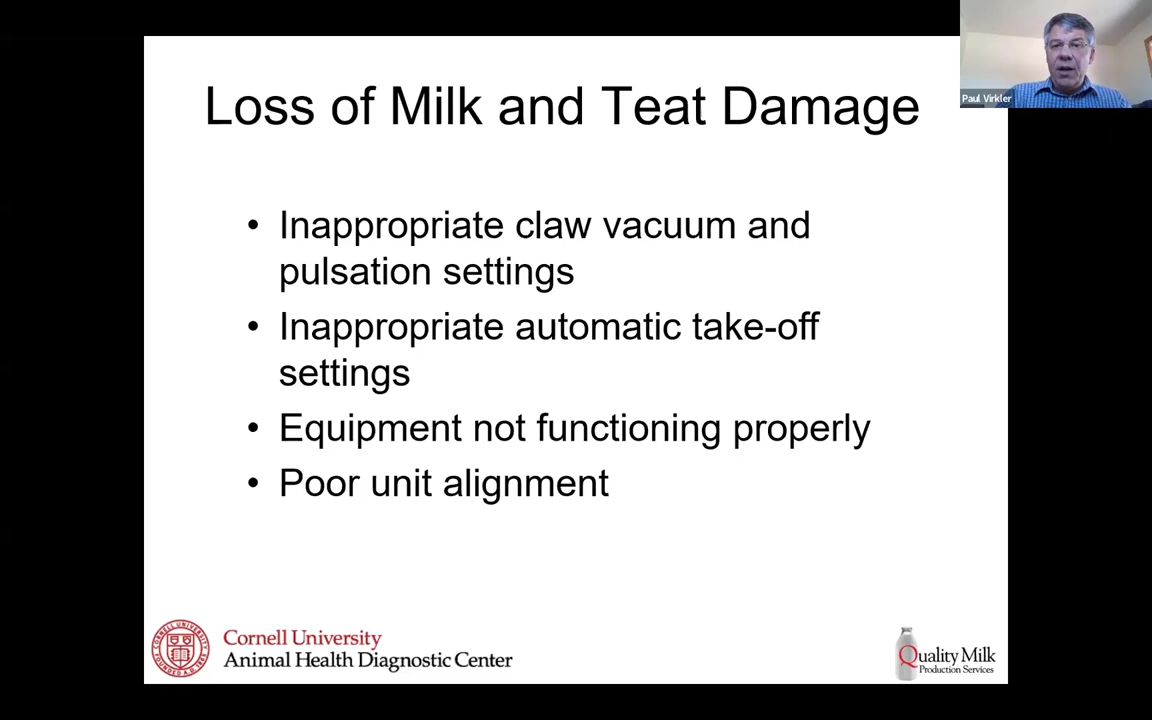 Loss of Milk and Teat Damage
Paul Virkler
• Inappropriate claw vacuum and
pulsation settings
• Inappropriate automatic take-off
settings
• Equipment not functioning properly
• Poor unit alignment
Cornell University
Animal Health Diagnostic Center
Quality Milk
Production Services